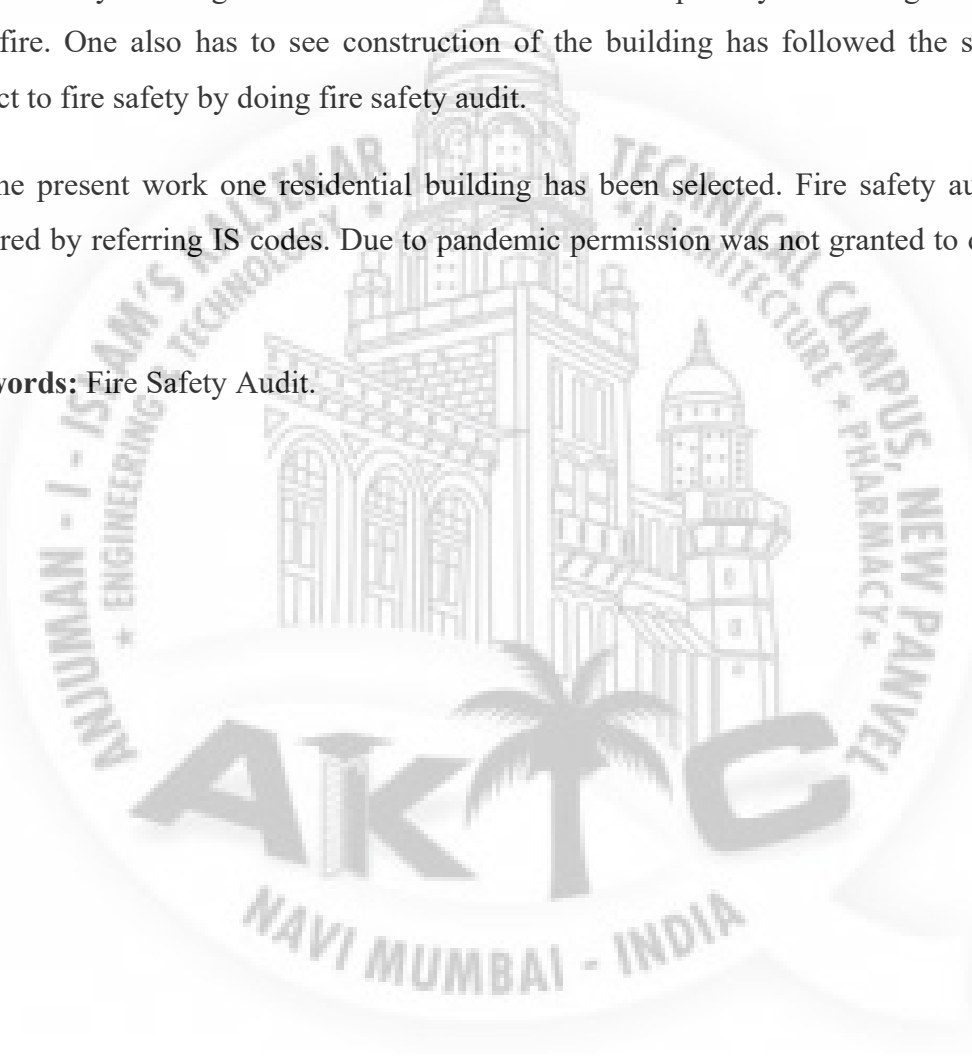 fire. One also has to see construction of the building has followed the s
ct to fire safety by doing fire safety audit.
he present work one residential building has been selected. Fire safety au
red by referring IS codes. Due to pandemic permission was not granted to
words: Fire Safety Audit.
ANJUMAN - I - ISLAM'S KALSEKAR TECHNICAL CAMPUS, NEW PANVEL
★ ENGINEERING ★ TECHNOLOGY ★ ARCHITECTURE ★ PHARMACY ★
AKTC
NAVI MUMBAI - INDIA